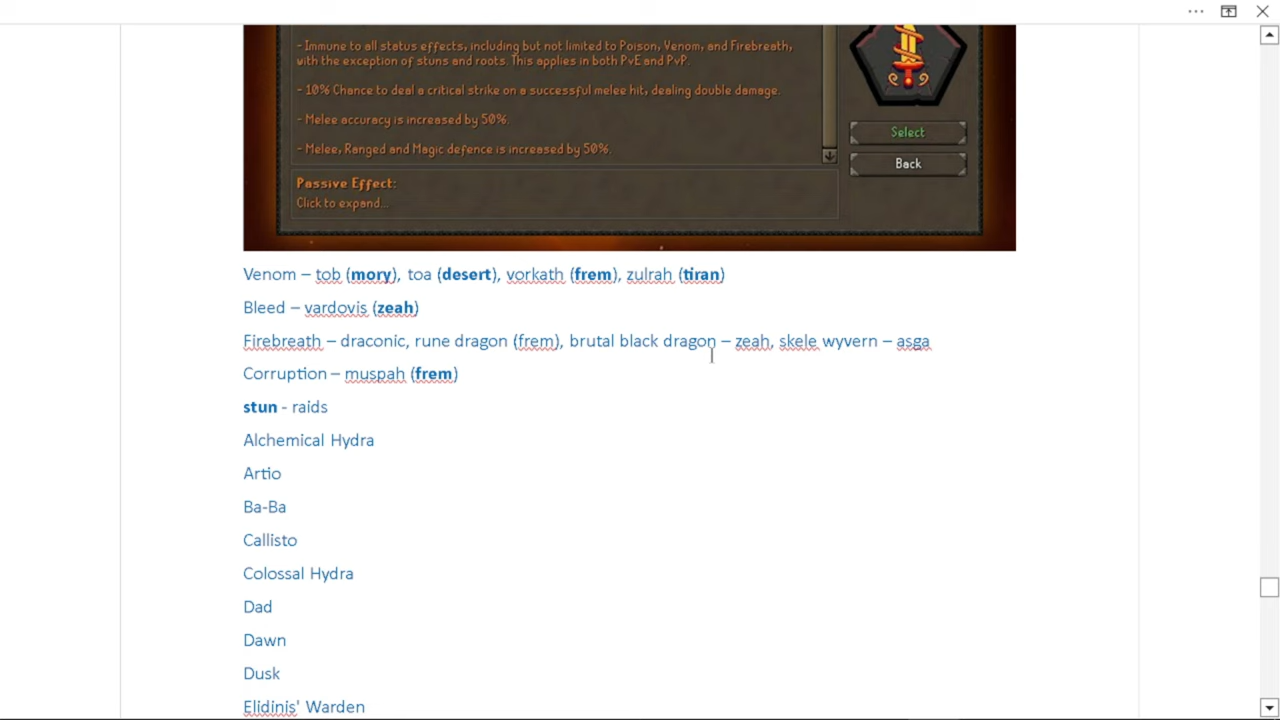 - Immune to all status effects, including but not limited to Poison, Venom, and Firebreath,
with the exception of stuns and roots. This applies in both PvE and PvP.
- 10% Chance to deal a critical strike on a successful melee hit, dealing double damage.
- Melee accuracy is increased by 50%.
- Melee, Ranged and Magic defence is increased by 50%.
Select
Back
Passive Effect:
Click to expand...
Venom – tob (mory), toa (desert), vorkath (frem), zulrah (tiran)
Bleed – vardovis (zeah)
Firebreath – draconic, rune dragon (frem), brutal black dragon – zeah, skele wyvern – asga
Corruption – muspah (frem)
stun - raids
Alchemical Hydra
Artio
Ba-Ba
Callisto
Colossal Hydra
Dad
Dawn
Dusk
Elidinis' Warden